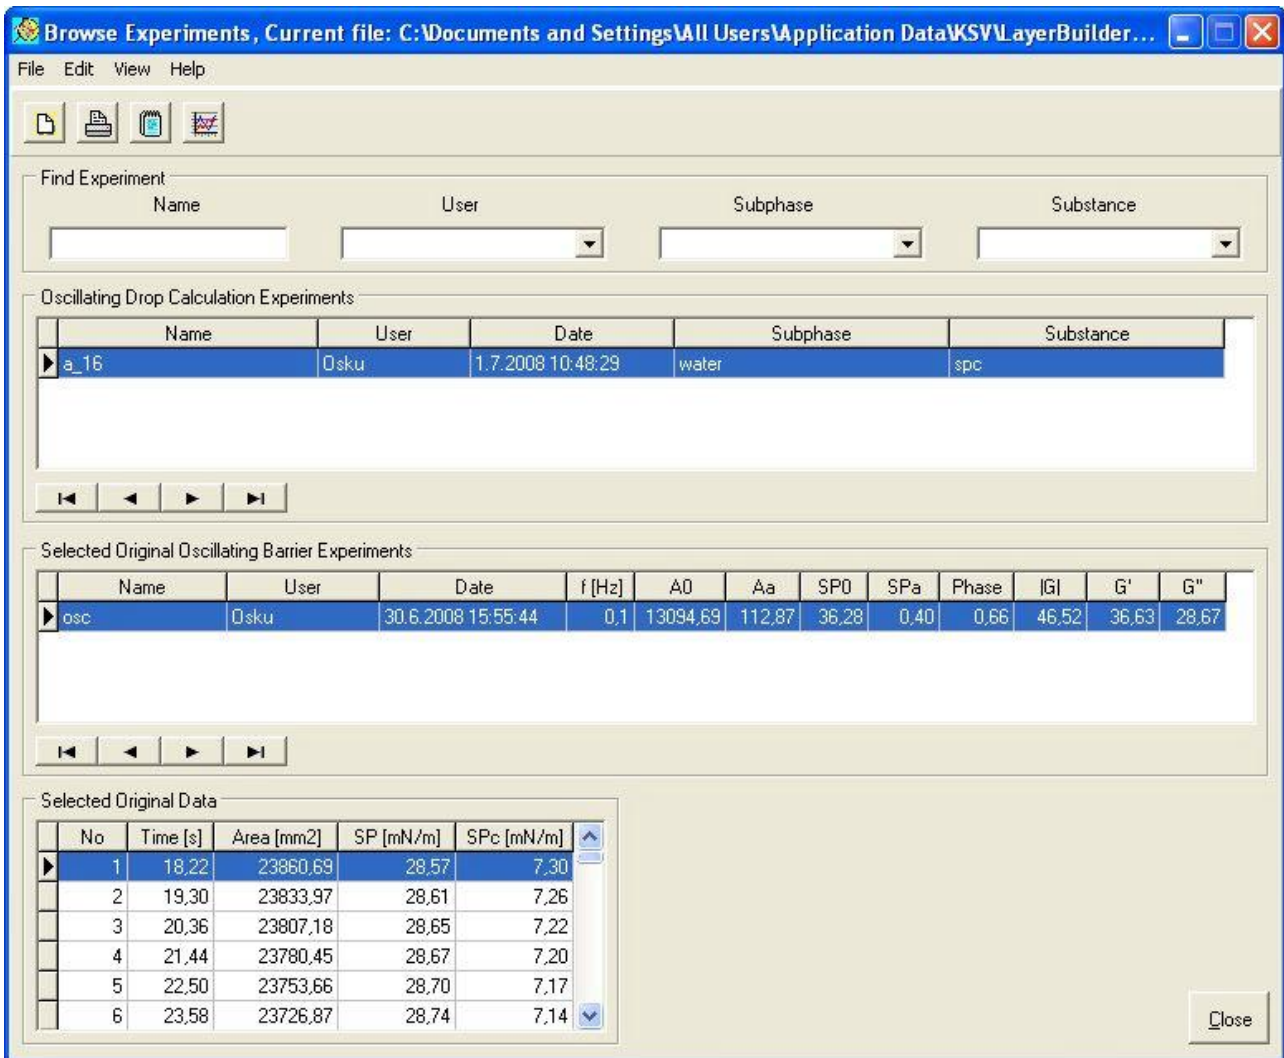 Browse Experiments, Current file: C:\Documents and Settings\All Users\Application Data\KSV\LayerBuilder...
File Edit View Help
Find Experiment
Name User Subphase Substance
Oscillating Drop Calculation Experiments
Name User Date Subphase Substance
a_16 Osku 1.7.2008 10:48:29 water spc
Selected Original Oscillating Barrier Experiments
Name User Date f [Hz] A0 Aa SP0 SPa Phase |G| G' G"
osc Osku 30.6.2008 15:55:44 0,1 13094,69 112,87 36,28 0,40 0,66 46,52 36,63 28,67
Selected Original Data
No Time [s] Area [mm2] SP [mN/m] SPc [mN/m]
1 18,22 23860,69 28,57 7,30
2 19,30 23833,97 28,61 7,26
3 20,36 23807,18 28,65 7,22
4 21,44 23780,45 28,67 7,20
5 22,50 23753,66 28,70 7,17
6 23,58 23726,87 28,74 7,14
Close